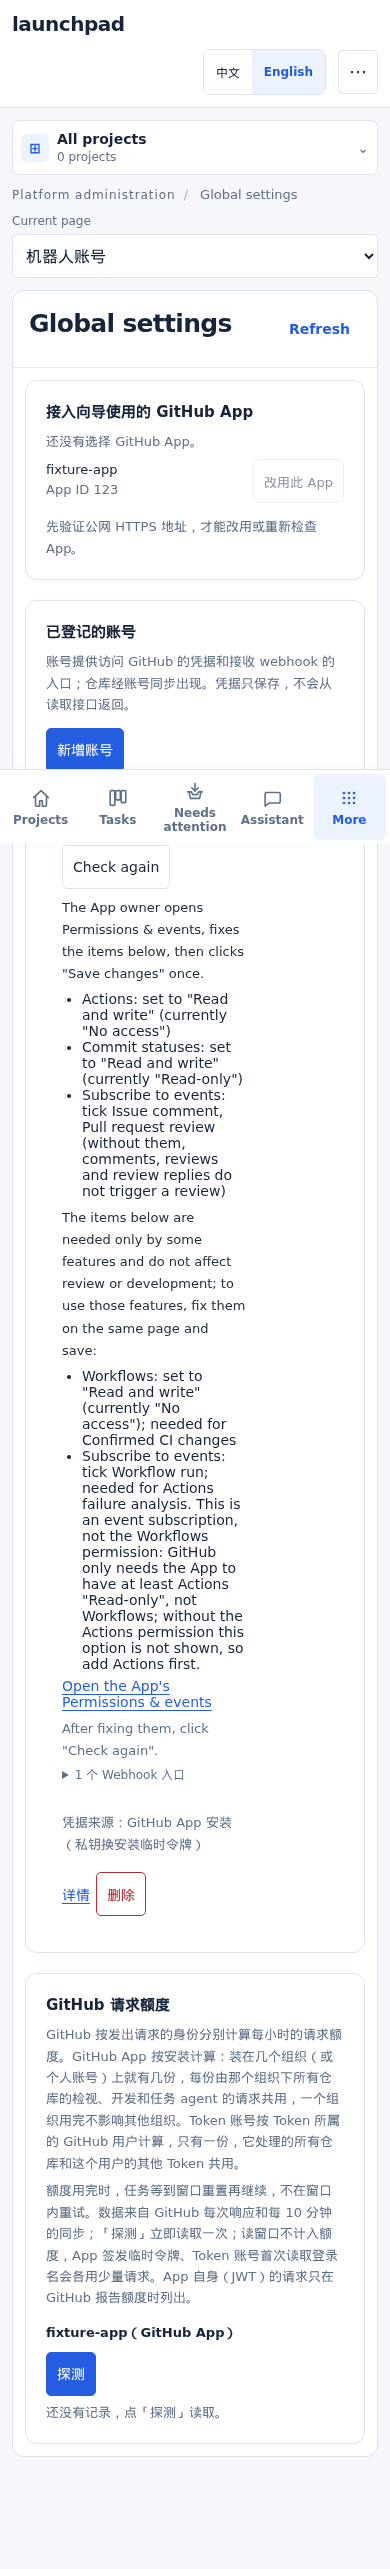 launchpad
中文
English
⋯
All projects
0 projects
Platform administration / Global settings
Current page
机器人账号
Global settings
Refresh
接入向导使用的 GitHub App
还没有选择 GitHub App。
fixture-app
App ID 123
改用此 App
先验证公网 HTTPS 地址，才能改用或重新检查
App。
已登记的账号
账号提供访问 GitHub 的凭据和接收 webhook 的
入口；仓库经账号同步出现。凭据只保存，不会从
读取接口返回。
新增账号
Projects
Tasks
Needs
attention
Assistant
More
Check again
The App owner opens
Permissions & events, fixes
the items below, then clicks
"Save changes" once.
• Actions: set to "Read
and write" (currently
"No access")
• Commit statuses: set
to "Read and write"
(currently "Read-only")
• Subscribe to events:
tick Issue comment,
Pull request review
(without them,
comments, reviews
and review replies do
not trigger a review)
The items below are
needed only by some
features and do not affect
review or development; to
use those features, fix them
on the same page and
save:
• Workflows: set to
"Read and write"
(currently "No
access"); needed for
Confirmed CI changes
• Subscribe to events:
tick Workflow run;
needed for Actions
failure analysis. This is
an event subscription,
not the Workflows
permission: GitHub
only needs the App to
have at least Actions
"Read-only", not
Workflows; without the
Actions permission this
option is not shown, so
add Actions first.
Open the App's
Permissions & events
After fixing them, click
"Check again".
▶ 1 个 Webhook 入口
凭据来源：GitHub App 安装
（私钥换安装临时令牌）
详情
删除
GitHub 请求额度
GitHub 按发出请求的身份分别计算每小时的请求额
度。GitHub App 按安装计算：装在几个组织（或
个人账号）上就有几份，每份由那个组织下所有仓
库的检视、开发和任务 agent 的请求共用，一个组
织用完不影响其他组织。Token 账号按 Token 所属
的 GitHub 用户计算，只有一份，它处理的所有仓
库和这个用户的其他 Token 共用。
额度用完时，任务等到窗口重置再继续，不在窗口
内重试。数据来自 GitHub 每次响应和每 10 分钟
的同步；「探测」立即读取一次；读窗口不计入额
度，App 签发临时令牌、Token 账号首次读取登录
名会各用少量请求。App 自身（JWT）的请求只在
GitHub 报告额度时列出。
fixture-app（GitHub App）
探测
还没有记录，点「探测」读取。